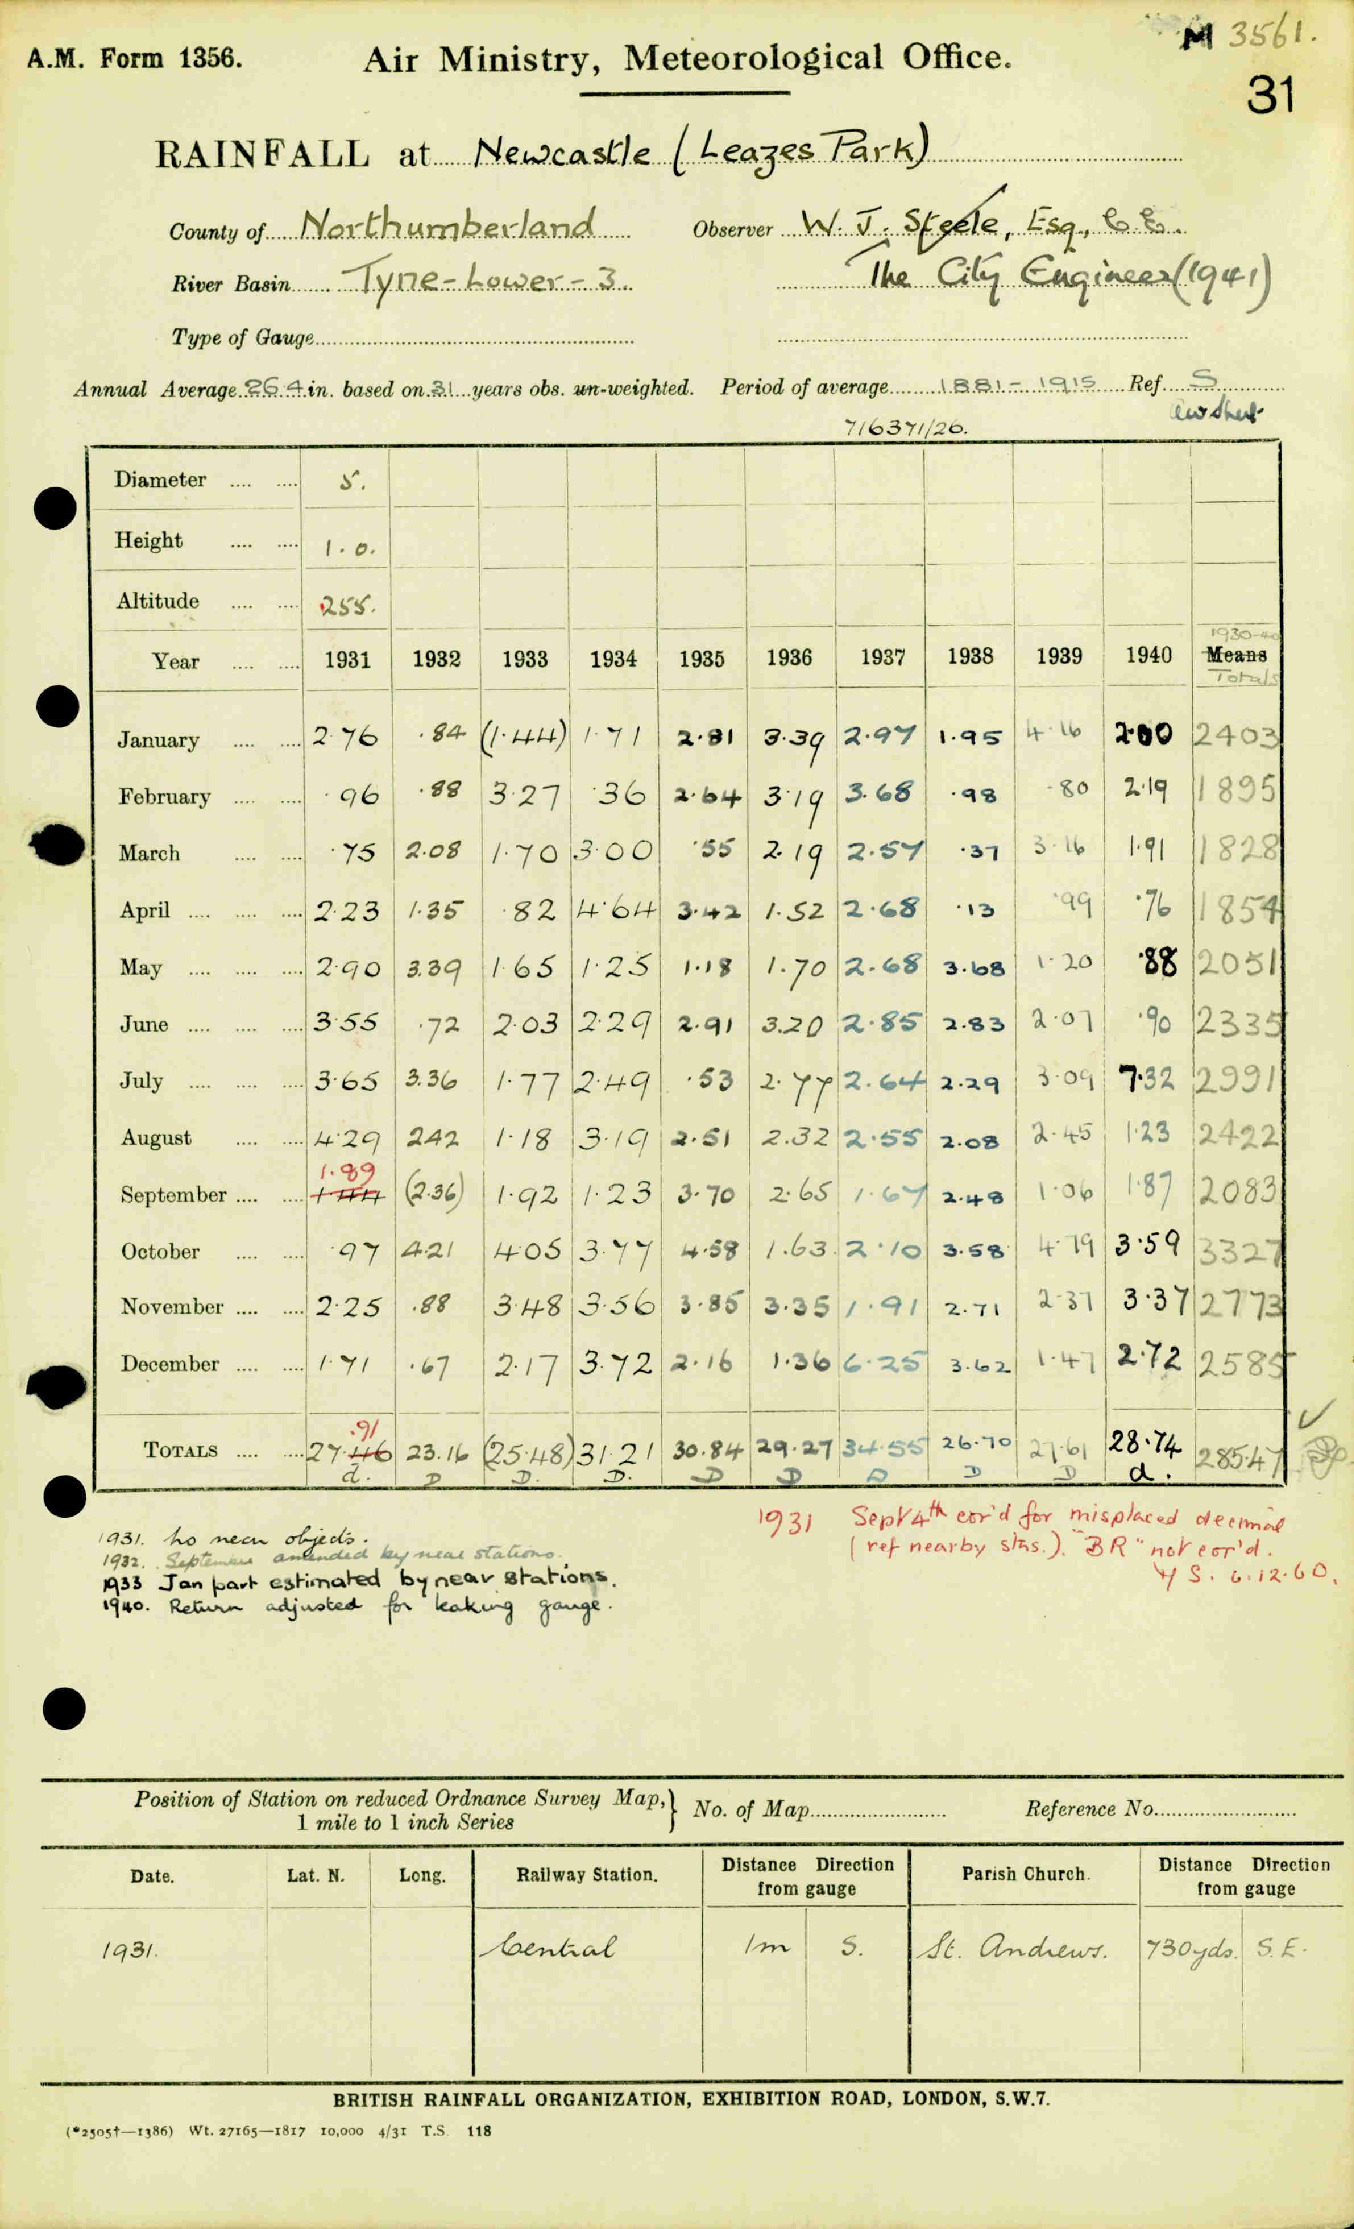 M 3561.
A.M. Form 1356. Air Ministry, Meteorological Office.
31
RAINFALL at Newcastle (Leazes Park)
County of Northumberland Observer W. J. Steele, Esq., C.E.
River Basin Tyne-Lower-3. The City Engineer (1941)
Type of Gauge
Annual Average 26.4 in. based on 31 years obs. un-weighted. Period of average 1881-1915 Ref. S
716371/26.
Diameter .... .... 5.
Height .... .... 1.0.
Altitude .... .... 255.
1930-40
Year .... .... 1931 1932 1933 1934 1935 1936 1937 1938 1939 1940 Means
Totals
January .... .... 2.76 .84 (1.44) 1.71 2.81 3.39 2.97 1.95 4.16 2.00 2403
February .... .... .96 .88 3.27 .36 2.64 3.19 3.68 .98 .80 2.19 1895
March .... .... .75 2.08 1.70 3.00 .55 2.19 2.57 .37 3.16 1.91 1828
April .... .... .... 2.23 1.35 .82 4.64 3.42 1.52 2.68 .13 .99 .76 1854
May .... .... .... 2.90 3.39 1.65 1.25 1.18 1.70 2.68 3.68 1.20 .88 2051
June .... .... .... 3.55 .72 2.03 2.29 2.91 3.20 2.85 2.83 2.07 .90 2335
July .... .... .... 3.65 3.36 1.77 2.49 .53 2.77 2.64 2.29 3.09 7.32 2991
August .... .... 4.29 2.42 1.18 3.19 2.51 2.32 2.55 2.08 2.45 1.23 2422
1.89
September .... .... 1.44 (2.36) 1.92 1.23 3.70 2.65 1.67 2.48 1.06 1.87 2083
October .... .... .97 4.21 4.05 3.77 4.58 1.63 2.10 3.58 4.79 3.59 3327
November .... .... 2.25 .88 3.48 3.56 3.85 3.35 1.91 2.71 2.37 3.37 2773
December .... .... 1.71 .67 2.17 3.72 2.16 1.36 6.25 3.62 1.47 2.72 2585
.91
TOTALS .... .... 27.46 23.16 (25.48) 31.21 30.84 29.27 34.55 26.70 27.61 28.74 28547
d. D D. D. D D D D D d.
1931. No near objects.
1932. September amended by near stations.
1933 Jan part estimated by near stations.
1940. Return adjusted for leaking gauge.
1931 Sept 4th cor'd for misplaced decimal
(ref nearby stns.). "BR" not cor'd.
S. 6.12.60.
Position of Station on reduced Ordnance Survey Map,} No. of Map Reference No.
1 mile to 1 inch Series
Date. Lat. N. Long. Railway Station. Distance Direction from gauge Parish Church. Distance Direction from gauge
1931. Central 1m S. St. Andrews. 730yds. S.E.
BRITISH RAINFALL ORGANIZATION, EXHIBITION ROAD, LONDON, S.W.7.
(*2505†—1386) Wt. 27165—1817 10,000 4/31 T.S. 118